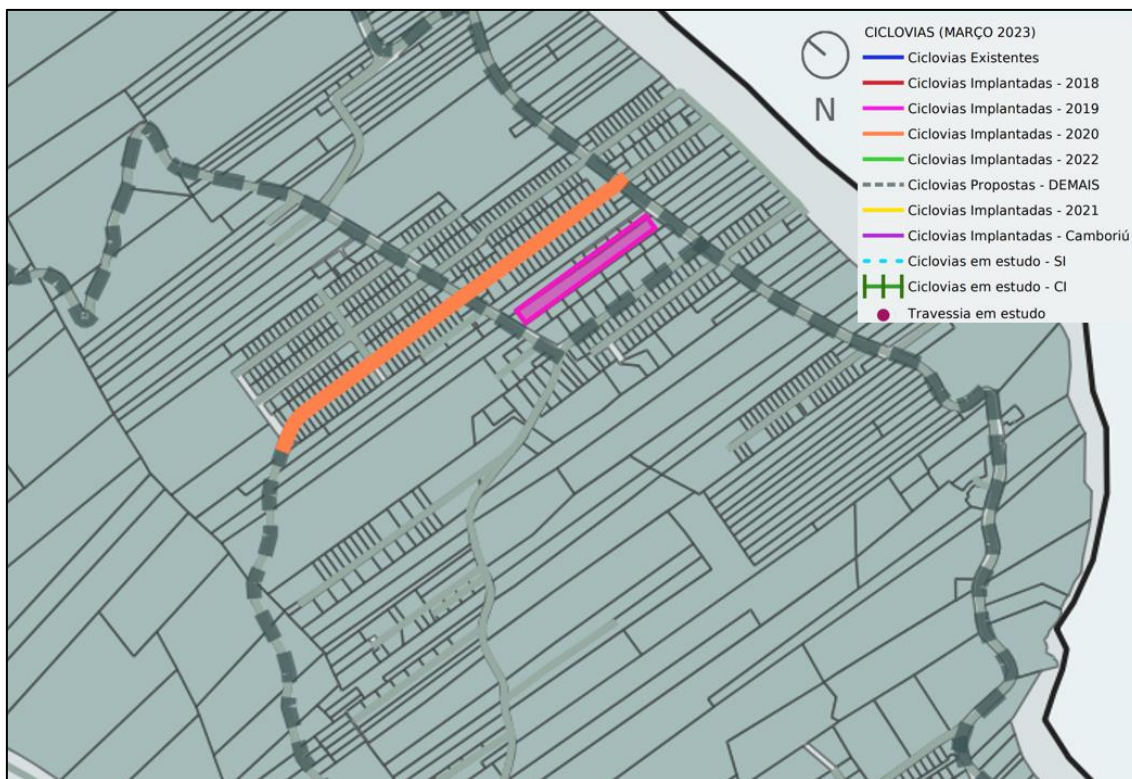 CICLOVIAS (MARÇO 2023)
Ciclovias Existentes
Ciclovias Implantadas - 2018
Ciclovias Implantadas - 2019
Ciclovias Implantadas - 2020
Ciclovias Implantadas - 2022
Ciclovias Propostas - DEMAIS
Ciclovias Implantadas - 2021
Ciclovias Implantadas - Camboriú
Ciclovias em estudo - SI
Ciclovias em estudo - CI
Travessia em estudo
N